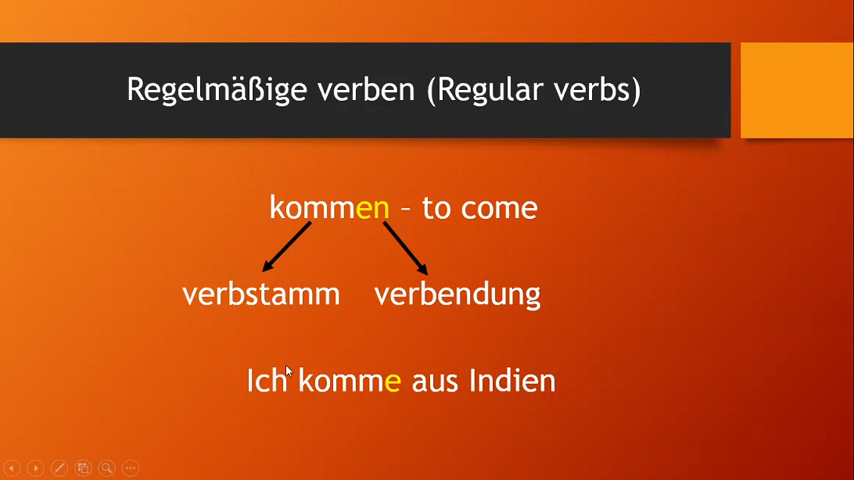 Regelmäßige verben (Regular verbs)
kommen – to come
verbstamm verbendung
Ich komme aus Indien